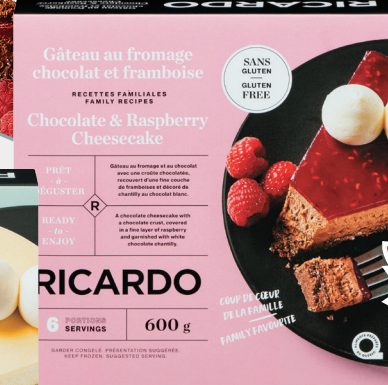 RICARDO
Gâteau au fromage
chocolat et framboise
SANS
GLUTEN
GLUTEN
FREE
RECETTES FAMILIALES
FAMILY RECIPES
Chocolate & Raspberry
Cheesecake
PRÊT
- à -
DÉGUSTER
Gâteau au fromage et au chocolat
avec une croûte chocolatée,
recouvert d'une fine couche
de framboises et décoré de
chantilly au chocolat blanc.
R
READY
- to -
ENJOY
A chocolate cheesecake with
a chocolate crust, covered
in a fine layer of raspberry
and garnished with white
chocolate chantilly.
RICARDO
COUP DE CŒUR
DE LA FAMILLE
FAMILY FAVOURITE
6 PORTIONS
SERVINGS
600 g
GARDER CONGELÉ. PRÉSENTATION SUGGÉRÉE.
KEEP FROZEN. SUGGESTED SERVING.